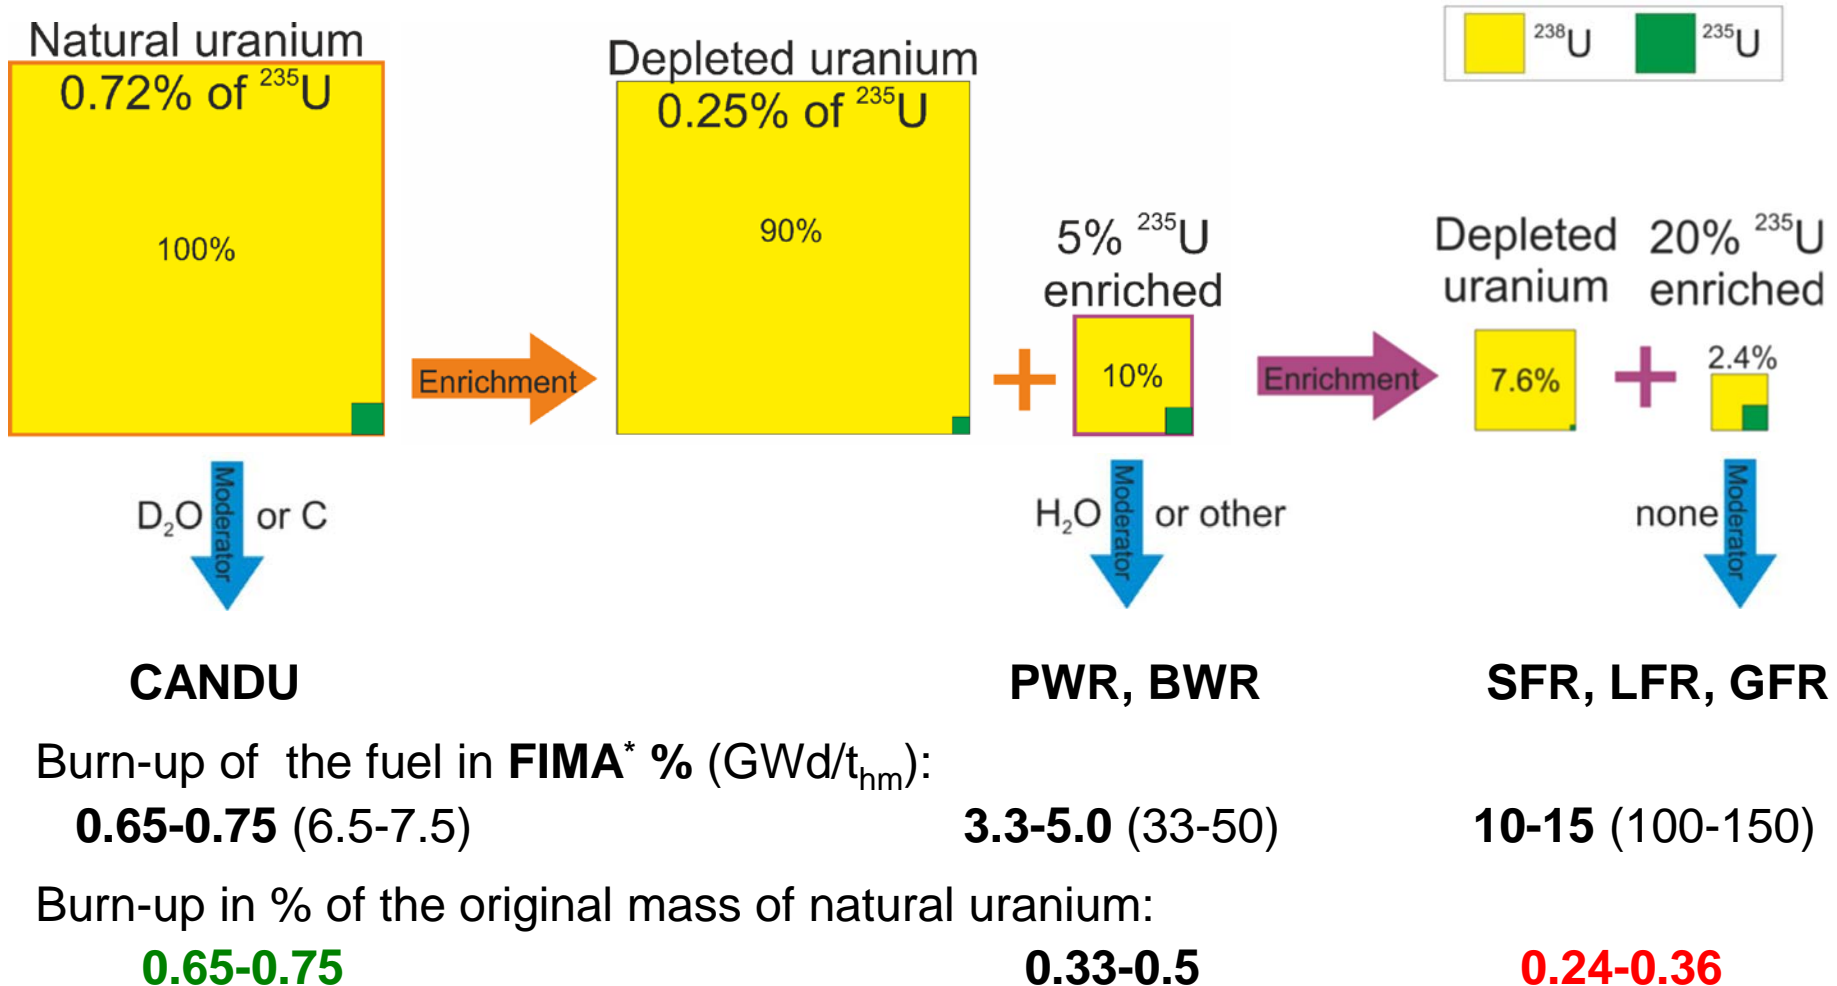 Natural uranium
0.72% of ²³⁵U
100%
Depleted uranium
0.25% of ²³⁵U
90%
²³⁸U ²³⁵U
Enrichment
+
5% ²³⁵U
enriched
10%
Enrichment
Depleted
uranium
7.6%
+
20% ²³⁵U
enriched
2.4%
D₂O Moderator or C
H₂O Moderator or other
none Moderator
CANDU PWR, BWR SFR, LFR, GFR
Burn-up of the fuel in FIMA* % (GWd/tₕₘ):
0.65-0.75 (6.5-7.5) 3.3-5.0 (33-50) 10-15 (100-150)
Burn-up in % of the original mass of natural uranium:
0.65-0.75 0.33-0.5 0.24-0.36